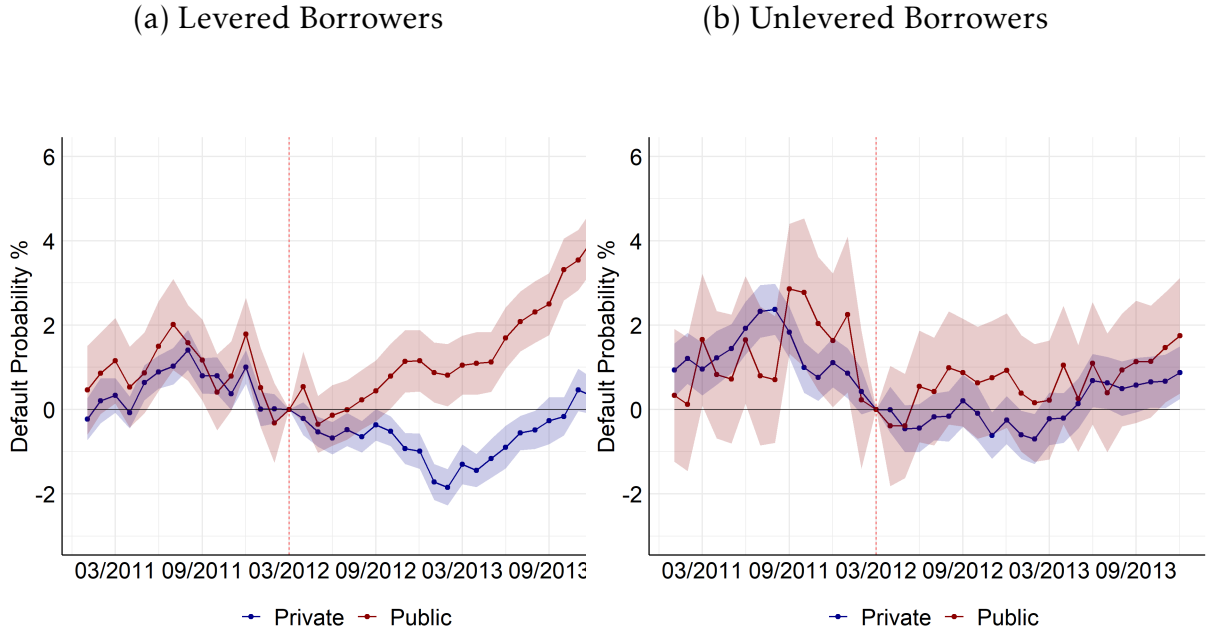 (a) Levered Borrowers
(b) Unlevered Borrowers
Default Probability %
6
4
2
0
-2
03/2011 09/2011 03/2012 09/2012 03/2013 09/2013
Private Public
Default Probability %
6
4
2
0
-2
03/2011 09/2011 03/2012 09/2012 03/2013 09/2013
Private Public